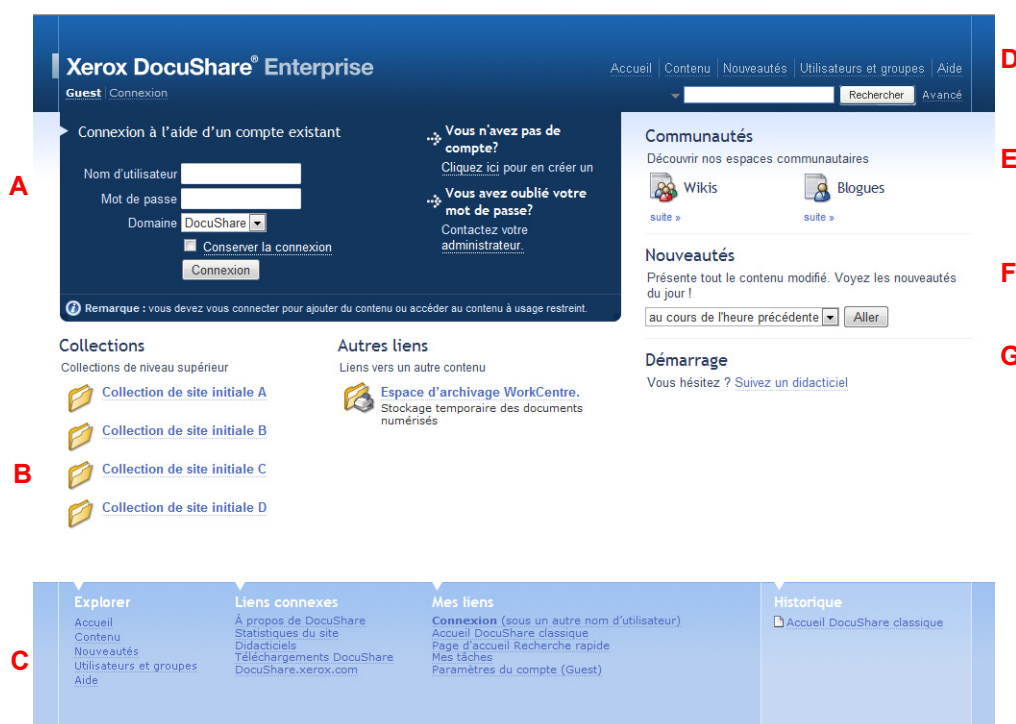 Xerox DocuShare® Enterprise
Guest Connexion
Accueil Contenu Nouveautés Utilisateurs et groupes Aide
Rechercher Avancé
D
A
Connexion à l'aide d'un compte existant
Nom d'utilisateur
Mot de passe
Domaine DocuShare
Conserver la connexion
Connexion
Vous n'avez pas de
compte?
Cliquez ici pour en créer un
Vous avez oublié votre
mot de passe?
Contactez votre
administrateur.
Remarque : vous devez vous connecter pour ajouter du contenu ou accéder au contenu à usage restreint.
Communautés
Découvrir nos espaces communautaires
E
Wikis
suite »
Blogues
suite »
Nouveautés
Présente tout le contenu modifié. Voyez les nouveautés
du jour !
F
au cours de l'heure précédente Aller
Démarrage
G
Vous hésitez ? Suivez un didacticiel
Collections
Collections de niveau supérieur
Collection de site initiale A
Collection de site initiale B
B
Collection de site initiale C
Collection de site initiale D
Autres liens
Liens vers un autre contenu
Espace d'archivage WorkCentre.
Stockage temporaire des documents
numérisés
C
Explorer
Accueil
Contenu
Nouveautés
Utilisateurs et groupes
Aide
Liens connexes
À propos de DocuShare
Statistiques du site
Didacticiels
Téléchargements DocuShare
DocuShare.xerox.com
Mes liens
Connexion (sous un autre nom d'utilisateur)
Accueil DocuShare classique
Page d'accueil Recherche rapide
Mes tâches
Paramètres du compte (Guest)
Historique
Accueil DocuShare classique